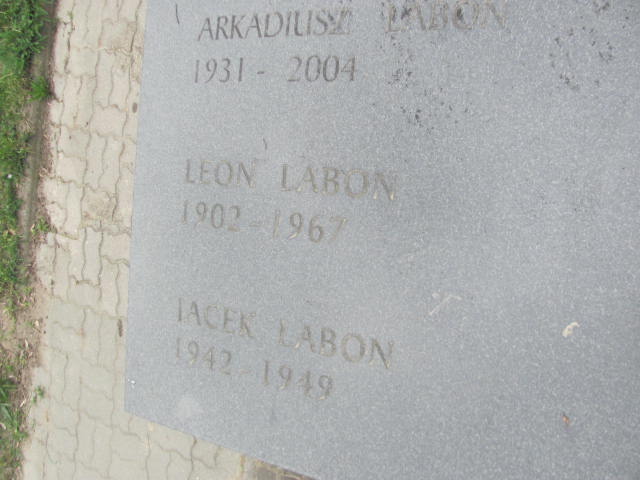 ARKADIUSZ LABON
1931 - 2004
LEON LABON
1902 - 1967
JACEK LABON
1942 - 1949